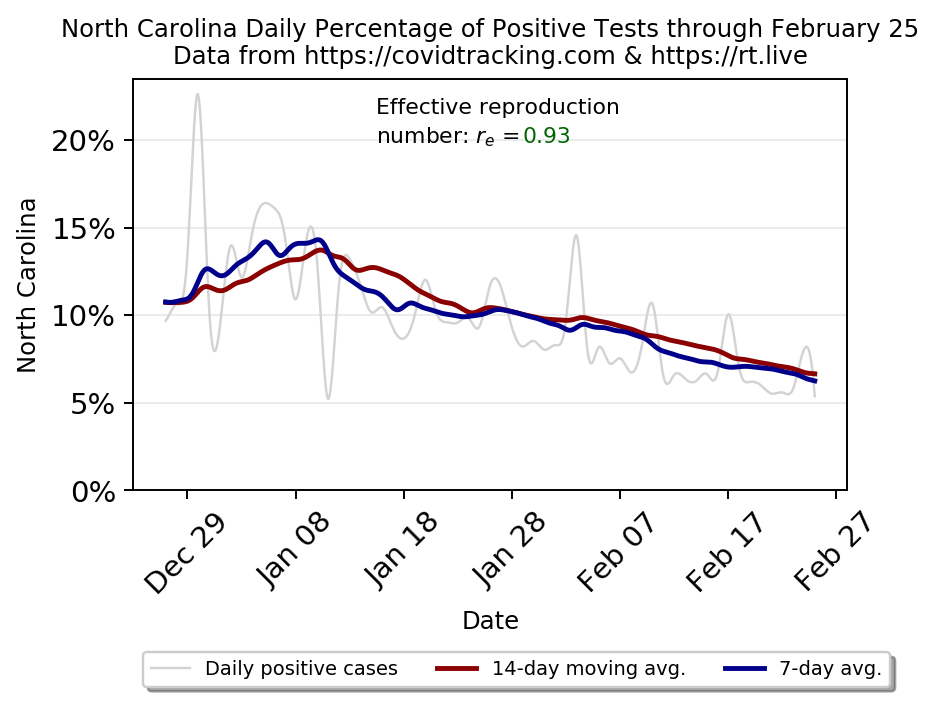 North Carolina Daily Percentage of Positive Tests through February 25
Data from https://covidtracking.com & https://rt.live
Effective reproduction
number: rₑ =0.93
20%
15%
10%
5%
0%
North Carolina
Dec 29
Jan 08
Jan 18
Jan 28
Feb 07
Feb 17
Feb 27
Date
Daily positive cases
14-day moving avg.
7-day avg.